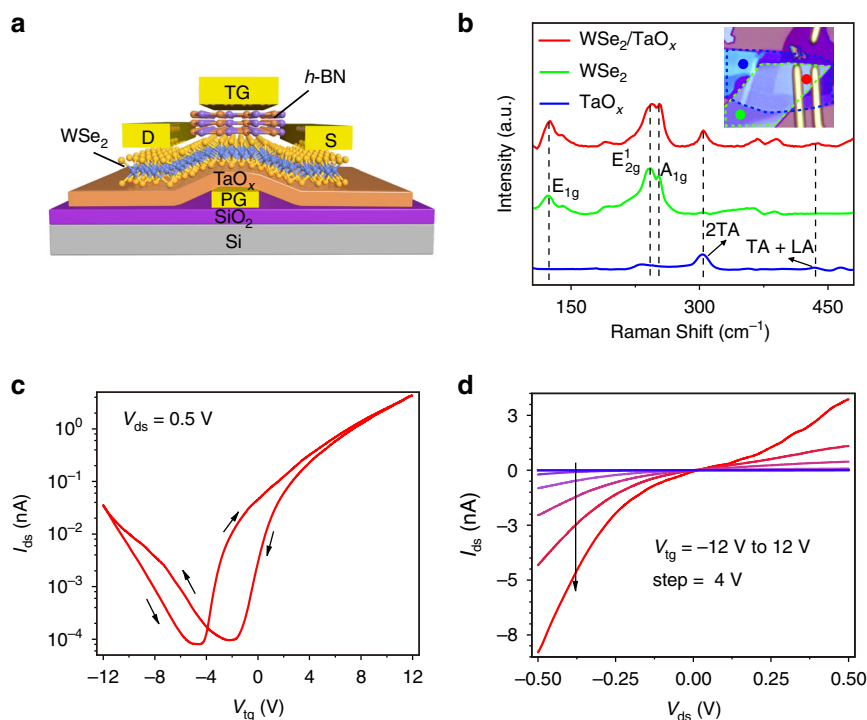 a
TG
h-BN
WSe₂
D
S
TaOₓ
PG
SiO₂
Si
b
WSe₂/TaOₓ
WSe₂
TaOₓ
Intensity (a.u.)
E₁g
E¹₂g
A₁g
2TA
TA + LA
150
300
450
Raman Shift (cm⁻¹)
c
Vds = 0.5 V
10⁰
10⁻¹
10⁻²
10⁻³
10⁻⁴
Ids (nA)
−12
−8
−4
0
4
8
12
Vtg (V)
d
3
0
−3
−5
−8
Ids (nA)
Vtg = −12 V to 12 V
step = 4 V
−0.50
−0.25
0.00
0.25
0.50
Vds (V)